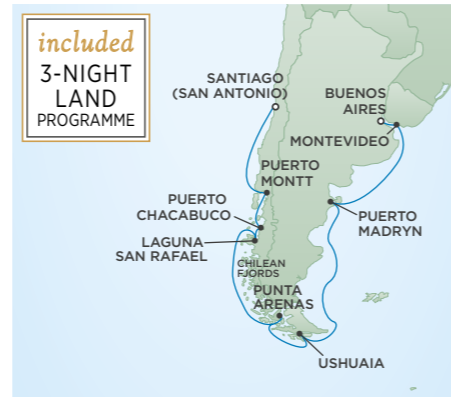 included
3-NIGHT
LAND
PROGRAMME
SANTIAGO
(SAN ANTONIO)
BUENOS
AIRES
MONTEVIDEO
PUERTO
MONTT
PUERTO
CHACABUCO
PUERTO
MADRYN
LAGUNA
SAN RAFAEL
CHILEAN
FJORDS
PUNTA
ARENAS
USHUAIA